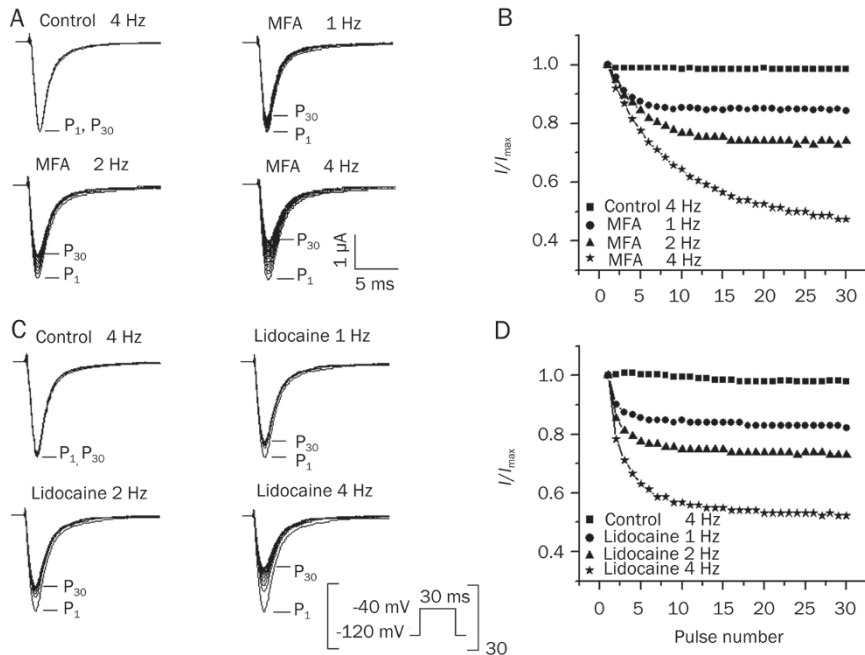 A
Control 4 Hz
P1, P30
MFA 1 Hz
P30
P1
MFA 2 Hz
P30
P1
MFA 4 Hz
P30
P1
1 µA
5 ms
B
I/Imax
1.0
0.8
0.6
0.4
Control 4 Hz
MFA 1 Hz
MFA 2 Hz
MFA 4 Hz
0 5 10 15 20 25 30
C
Control 4 Hz
P1, P30
Lidocaine 1 Hz
P30
P1
Lidocaine 2 Hz
P30
P1
Lidocaine 4 Hz
P30
P1
30 ms
-40 mV
-120 mV
30
D
I/Imax
1.0
0.8
0.6
0.4
Control 4 Hz
Lidocaine 1 Hz
Lidocaine 2 Hz
Lidocaine 4 Hz
0 5 10 15 20 25 30
Pulse number